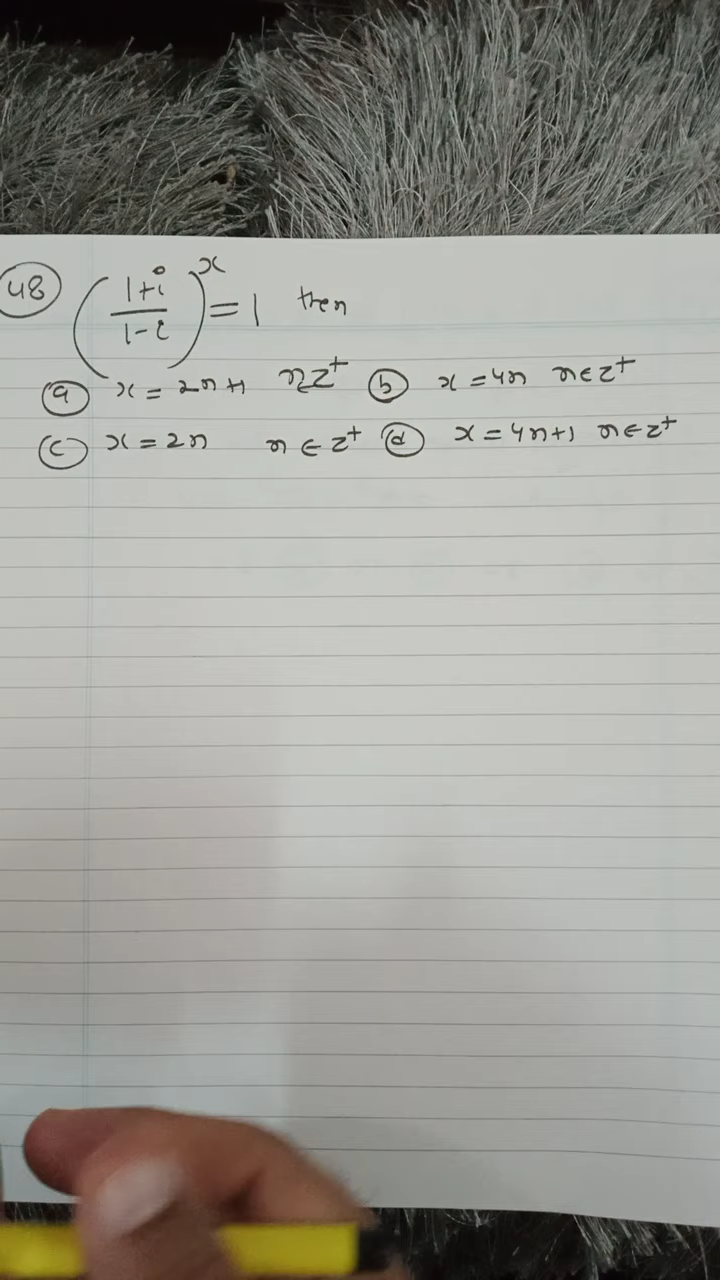 48 ((1+i)/(1-i))^x = 1 then
(a) x = 2n+1 n∈z⁺ (b) x = 4n n∈z⁺
(c) x = 2n n∈z⁺ (d) x = 4n+1 n∈z⁺